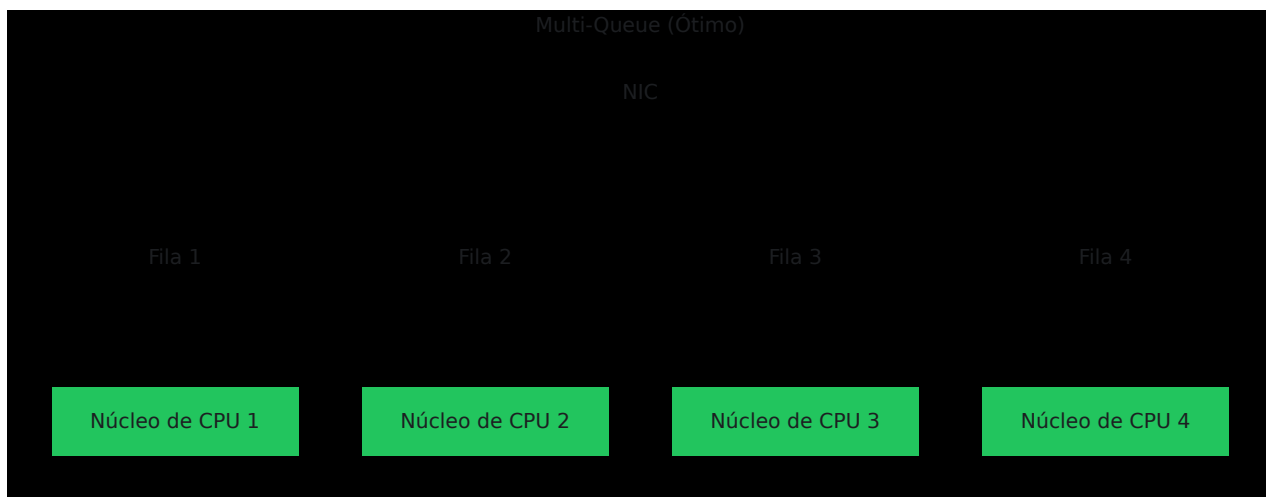 Multi-Queue (Ótimo)
NIC
Fila 1
Fila 2
Fila 3
Fila 4
Núcleo de CPU 1
Núcleo de CPU 2
Núcleo de CPU 3
Núcleo de CPU 4